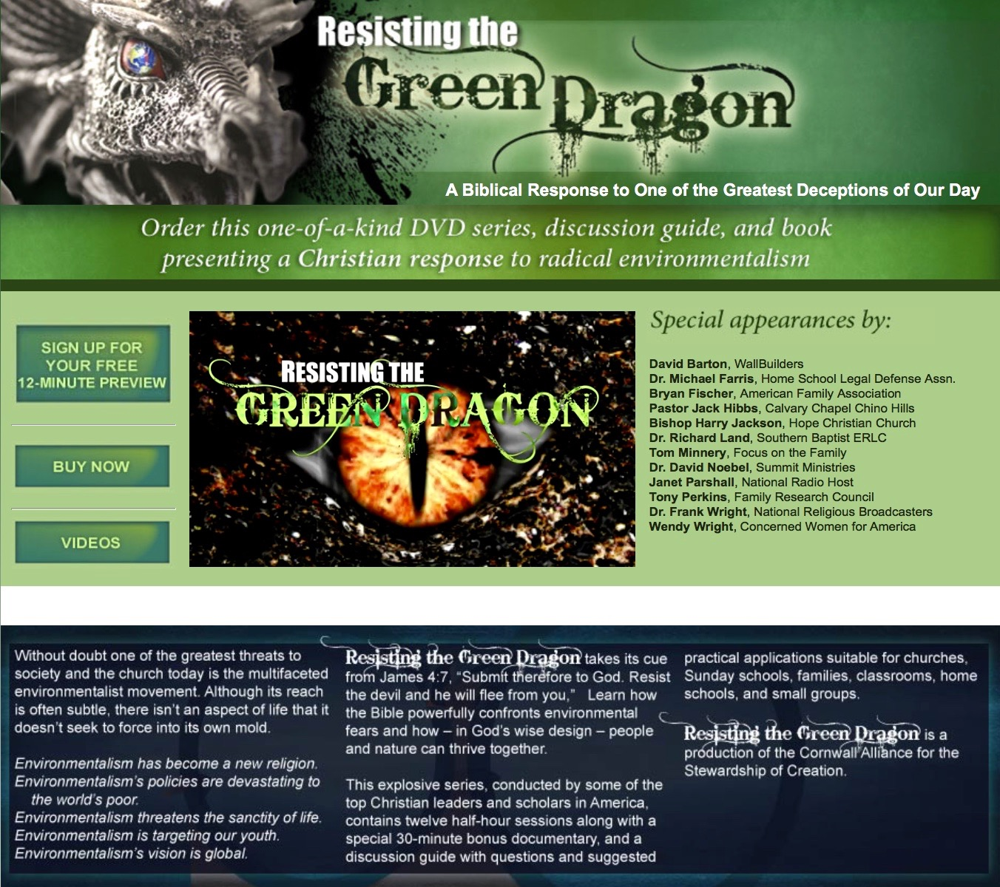 Resisting the
Green Dragon
A Biblical Response to One of the Greatest Deceptions of Our Day
Order this one-of-a-kind DVD series, discussion guide, and book
presenting a Christian response to radical environmentalism
SIGN UP FOR
YOUR FREE
12-MINUTE PREVIEW
BUY NOW
VIDEOS
RESISTING THE
GREEN DRAGON
Special appearances by:
David Barton, WallBuilders
Dr. Michael Farris, Home School Legal Defense Assn.
Bryan Fischer, American Family Association
Pastor Jack Hibbs, Calvary Chapel Chino Hills
Bishop Harry Jackson, Hope Christian Church
Dr. Richard Land, Southern Baptist ERLC
Tom Minnery, Focus on the Family
Dr. David Noebel, Summit Ministries
Janet Parshall, National Radio Host
Tony Perkins, Family Research Council
Dr. Frank Wright, National Religious Broadcasters
Wendy Wright, Concerned Women for America
Without doubt one of the greatest threats to
society and the church today is the multifaceted
environmentalist movement. Although its reach
is often subtle, there isn't an aspect of life that it
doesn't seek to force into its own mold.
Environmentalism has become a new religion.
Environmentalism's policies are devastating to
the world's poor.
Environmentalism threatens the sanctity of life.
Environmentalism is targeting our youth.
Environmentalism's vision is global.
Resisting the Green Dragon takes its cue
from James 4:7, “Submit therefore to God. Resist
the devil and he will flee from you,” Learn how
the Bible powerfully confronts environmental
fears and how – in God's wise design – people
and nature can thrive together.
This explosive series, conducted by some of the
top Christian leaders and scholars in America,
contains twelve half-hour sessions along with a
special 30-minute bonus documentary, and a
discussion guide with questions and suggested
practical applications suitable for churches,
Sunday schools, families, classrooms, home
schools, and small groups.
Resisting the Green Dragon is a
production of the Cornwall Alliance for the
Stewardship of Creation.